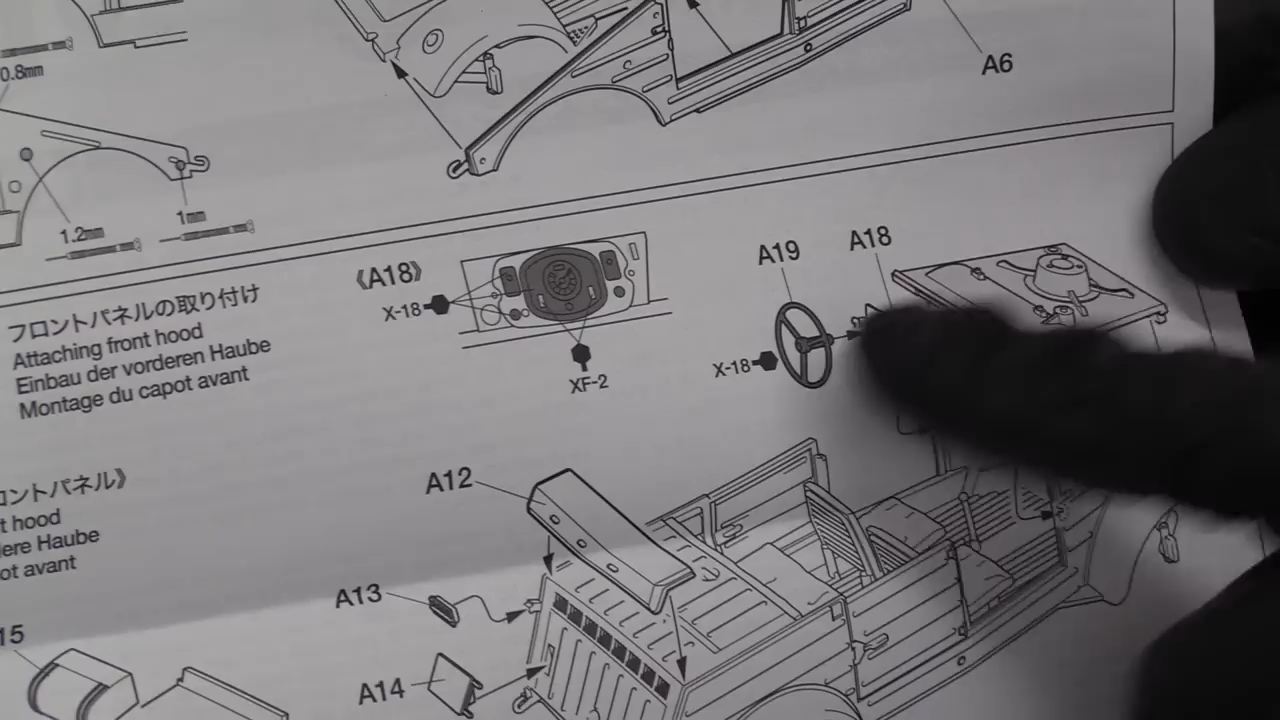 0.8mm
A6
1.2mm
1mm
フロントパネルの取り付け
Attaching front hood
Einbau der vorderen Haube
Montage du capot avant
《A18》
X-18
XF-2
A19
A18
X-18
ントパネル》
t hood
ere Haube
ot avant
A12
A13
A14
15